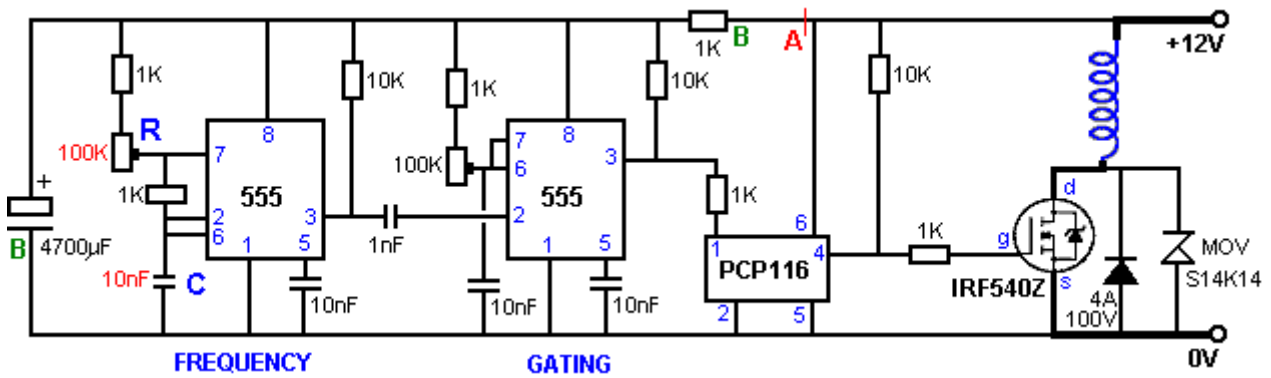 1K
B
A
+12V
1K
10K
1K
10K
10K
R
100K
7
8
1K
555
2
6
3
1
5
+
B
4700µF
10nF
C
10nF
1nF
100K
7
6
8
3
555
2
1
5
10nF
10nF
1K
1
6
PCP116
4
2
5
1K
g
d
s
IRF540Z
4A
100V
MOV
S14K14
0V
FREQUENCY
GATING